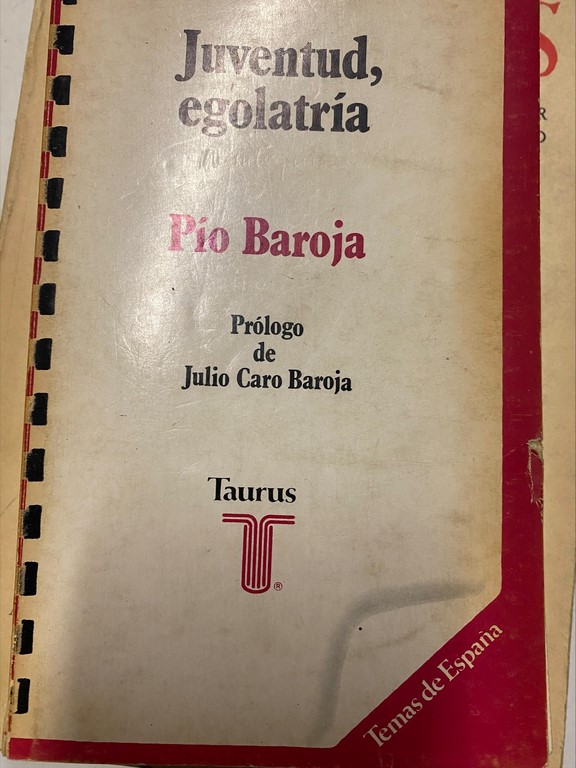 Juventud,
egolatría
Pío Baroja
Prólogo
de
Julio Caro Baroja
Taurus
®
Temas de España
S
R
O